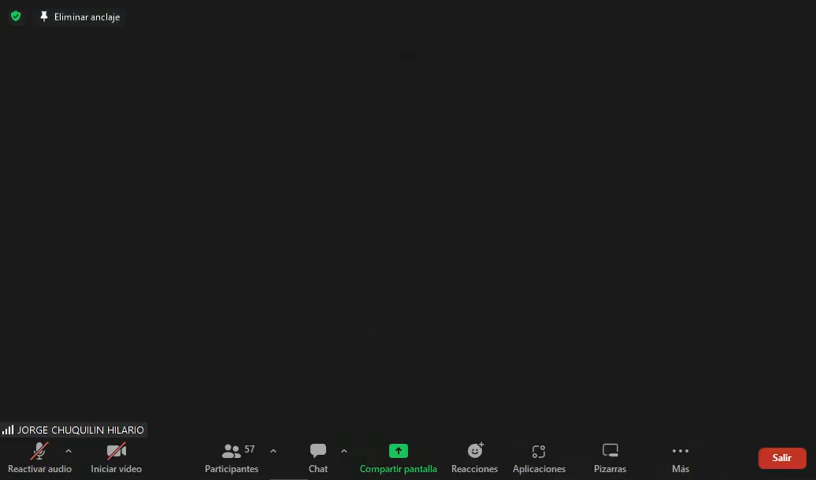 Eliminar anclaje
JORGE CHUQUILIN HILARIO
Reactivar audio
Iniciar video
57
Participantes
Chat
Compartir pantalla
Reacciones
Aplicaciones
Pizarras
Más
Salir